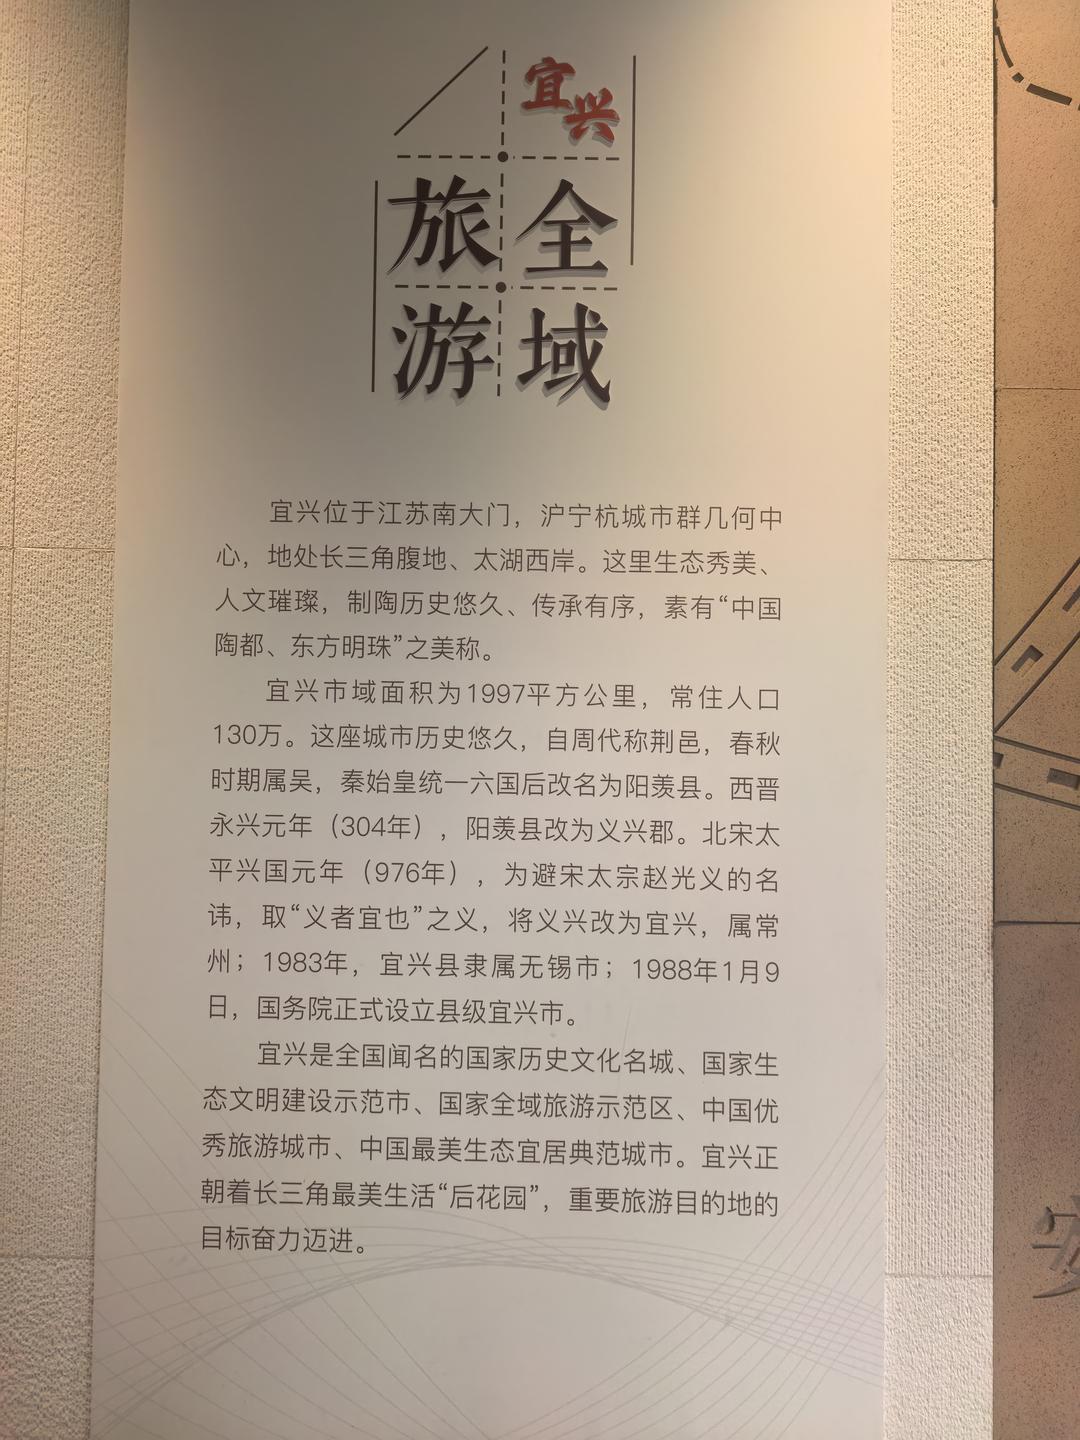 宜兴
全域
旅游
宜兴位于江苏南大门，沪宁杭城市群几何中
心，地处长三角腹地、太湖西岸。这里生态秀美、
人文璀璨，制陶历史悠久、传承有序，素有“中国
陶都、东方明珠”之美称。
宜兴市域面积为1997平方公里，常住人口
130万。这座城市历史悠久，自周代称荆邑，春秋
时期属吴，秦始皇统一六国后改名为阳羡县。西晋
永兴元年（304年），阳羡县改为义兴郡。北宋太
平兴国元年（976年），为避宋太宗赵光义的名
讳，取“义者宜也”之义，将义兴改为宜兴，属常
州；1983年，宜兴县隶属无锡市；1988年1月9
日，国务院正式设立县级宜兴市。
宜兴是全国闻名的国家历史文化名城、国家生
态文明建设示范市、国家全域旅游示范区、中国优
秀旅游城市、中国最美生态宜居典范城市。宜兴正
朝着长三角最美生活“后花园”，重要旅游目的地的
目标奋力迈进。